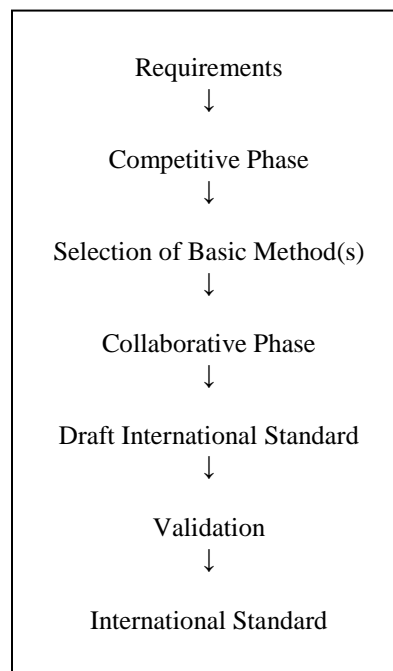 Requirements
↓
Competitive Phase
↓
Selection of Basic Method(s)
↓
Collaborative Phase
↓
Draft International Standard
↓
Validation
↓
International Standard